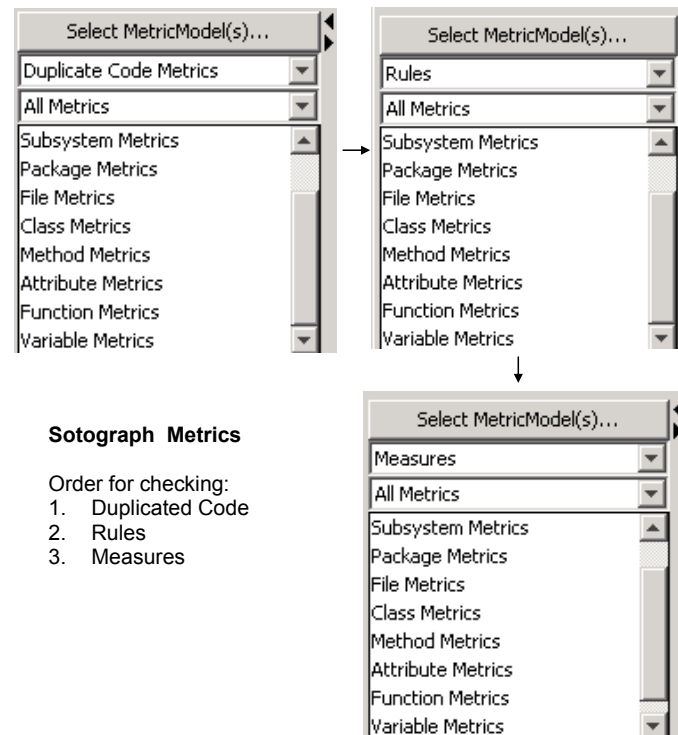 Select MetricModel(s)...
Duplicate Code Metrics
All Metrics
Subsystem Metrics
Package Metrics
File Metrics
Class Metrics
Method Metrics
Attribute Metrics
Function Metrics
Variable Metrics
Select MetricModel(s)...
Rules
All Metrics
Subsystem Metrics
Package Metrics
File Metrics
Class Metrics
Method Metrics
Attribute Metrics
Function Metrics
Variable Metrics
Sotograph Metrics
Order for checking:
1. Duplicated Code
2. Rules
3. Measures
Select MetricModel(s)...
Measures
All Metrics
Subsystem Metrics
Package Metrics
File Metrics
Class Metrics
Method Metrics
Attribute Metrics
Function Metrics
Variable Metrics